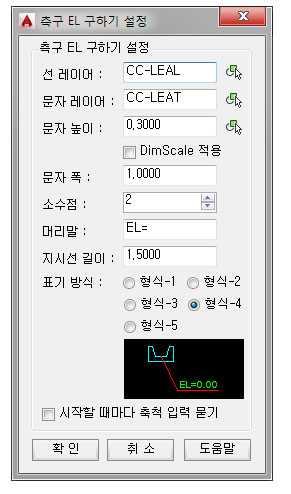 측구 EL 구하기 설정
측구 EL 구하기 설정
선 레이어 : CC-LEAL
문자 레이어 : CC-LEAT
문자 높이 : 0,3000
DimScale 적용
문자 폭 : 1,0000
소수점 : 2
머리말 : EL=
지시선 길이 : 1,5000
표기 방식 : 형식-1 형식-2
형식-3 형식-4
형식-5
EL=0.00
시작할 때마다 축척 입력 묻기
확 인 취 소 도움말